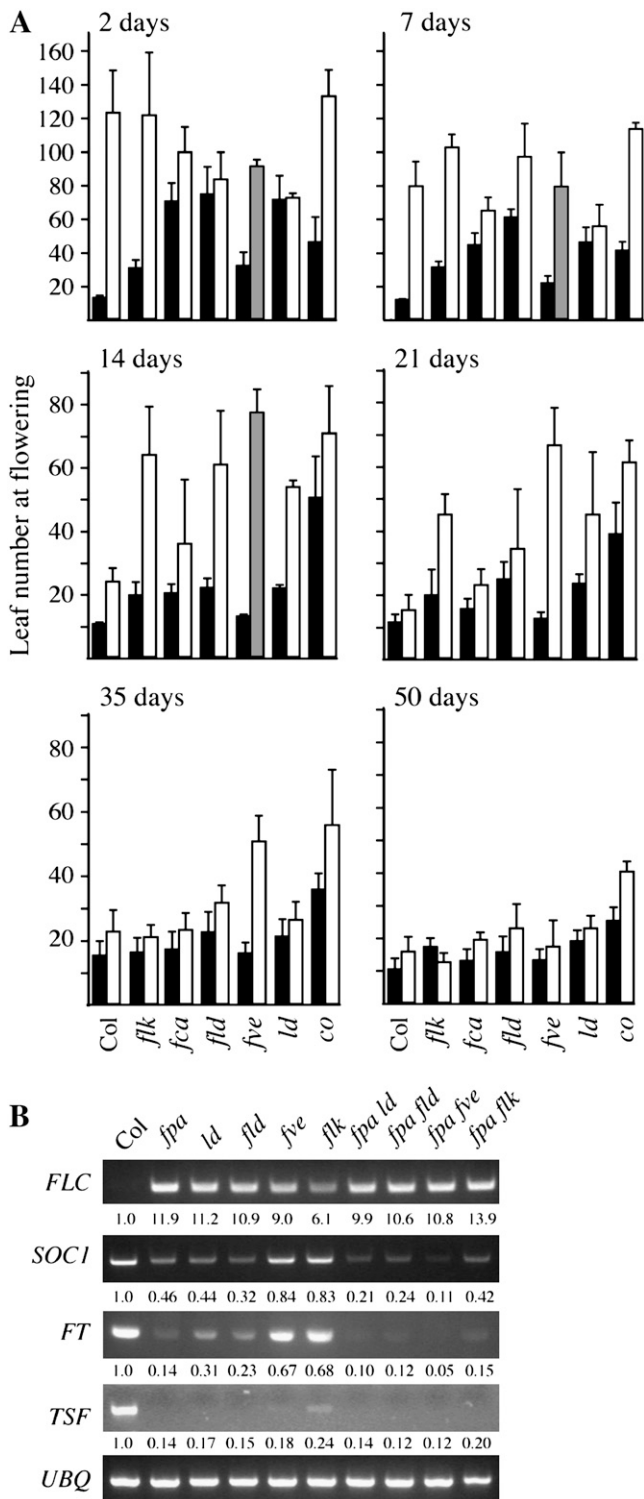 A
2 days
7 days
160
140
120
100
80
60
40
20
14 days
21 days
80
60
40
20
35 days
50 days
80
60
40
20
Leaf number at flowering
Col flk fca fld fve ld co
Col flk fca fld fve ld co
B
Col fpa ld fld fve flk fpa ld fpa fld fpa fve fpa flk
FLC
1.0 11.9 11.2 10.9 9.0 6.1 9.9 10.6 10.8 13.9
SOC1
1.0 0.46 0.44 0.32 0.84 0.83 0.21 0.24 0.11 0.42
FT
1.0 0.14 0.31 0.23 0.67 0.68 0.10 0.12 0.05 0.15
TSF
1.0 0.14 0.17 0.15 0.18 0.24 0.14 0.12 0.12 0.20
UBQ